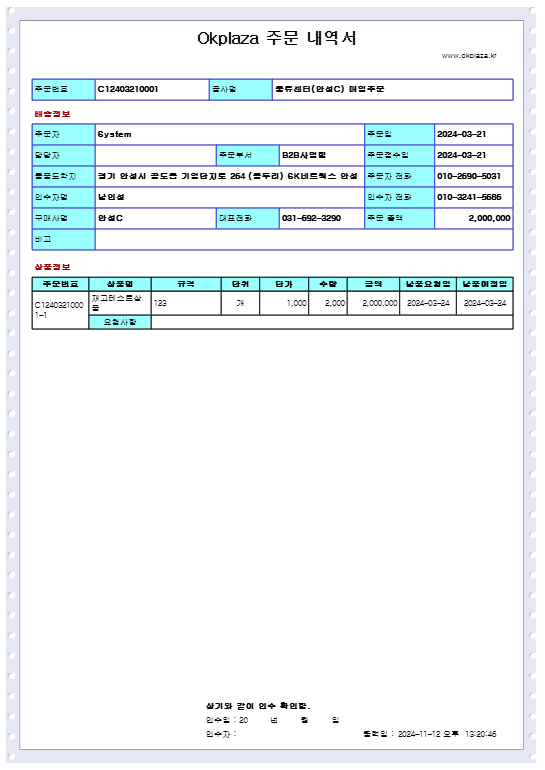 Okplaza 주문 내역서
www.okplaza.kr
주문번호 C12403210001 공사명 물류센터(안성C) 매입주문
배송정보
주문자 System 주문일 2024-03-21
담당자 주문부서 B2B사업팀 주문접수일 2024-03-21
물품도착지 경기 안성시 공도읍 기업단지로 264 (용두리) SK네트웍스 안성 주문자 전화 010-2690-5031
인수자명 남인성 인수자 전화 010-3241-5686
구매사명 안성C 대표전화 031-692-3290 주문 총액 2,000,000
비고
상품정보
주문번호 상품명 규격 단위 단가 수량 금액 납품요청일 납품예정일
C1240321000 재고테스트상 123 개 1,000 2,000 2,000,000 2024-03-24 2024-03-24
1-1 품
요청사항
상기와 같이 인수 확인함.
인수일 : 20 년 월 일
인수자 : 출력일 : 2024-11-12 오후 13:20:46